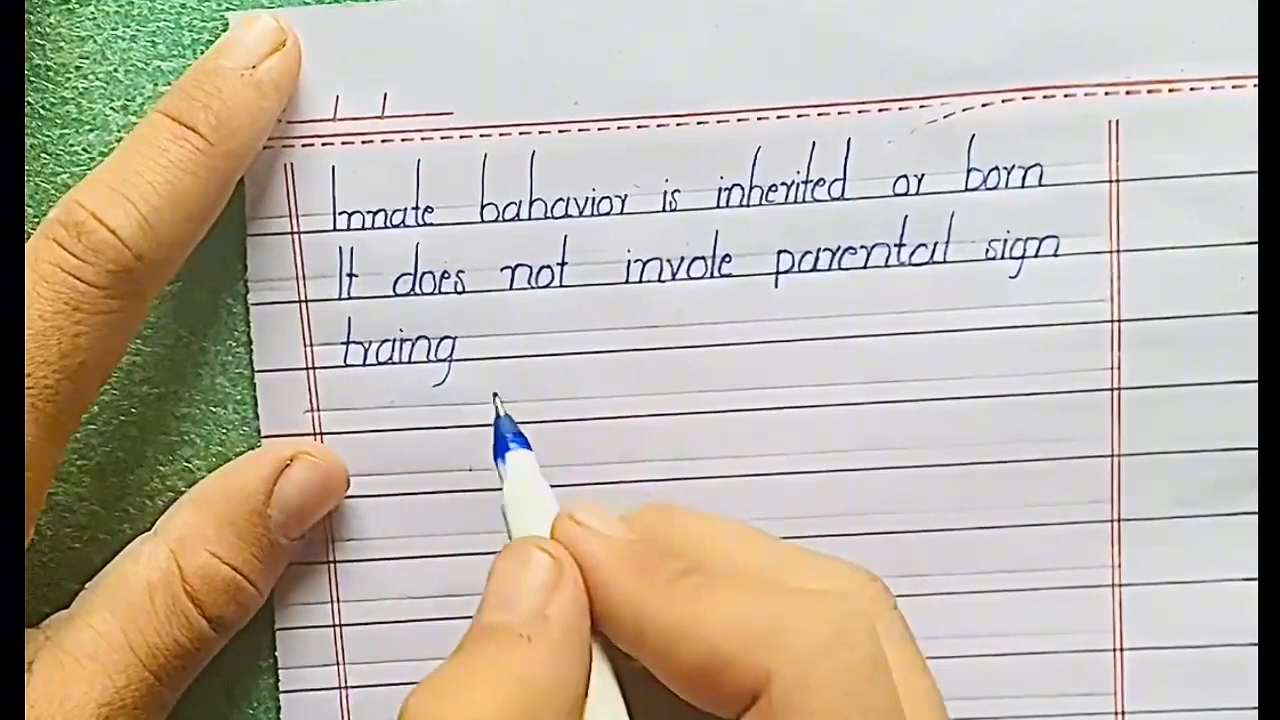 Innate bahavior is inherited or born
It does not invole parental sign
traing